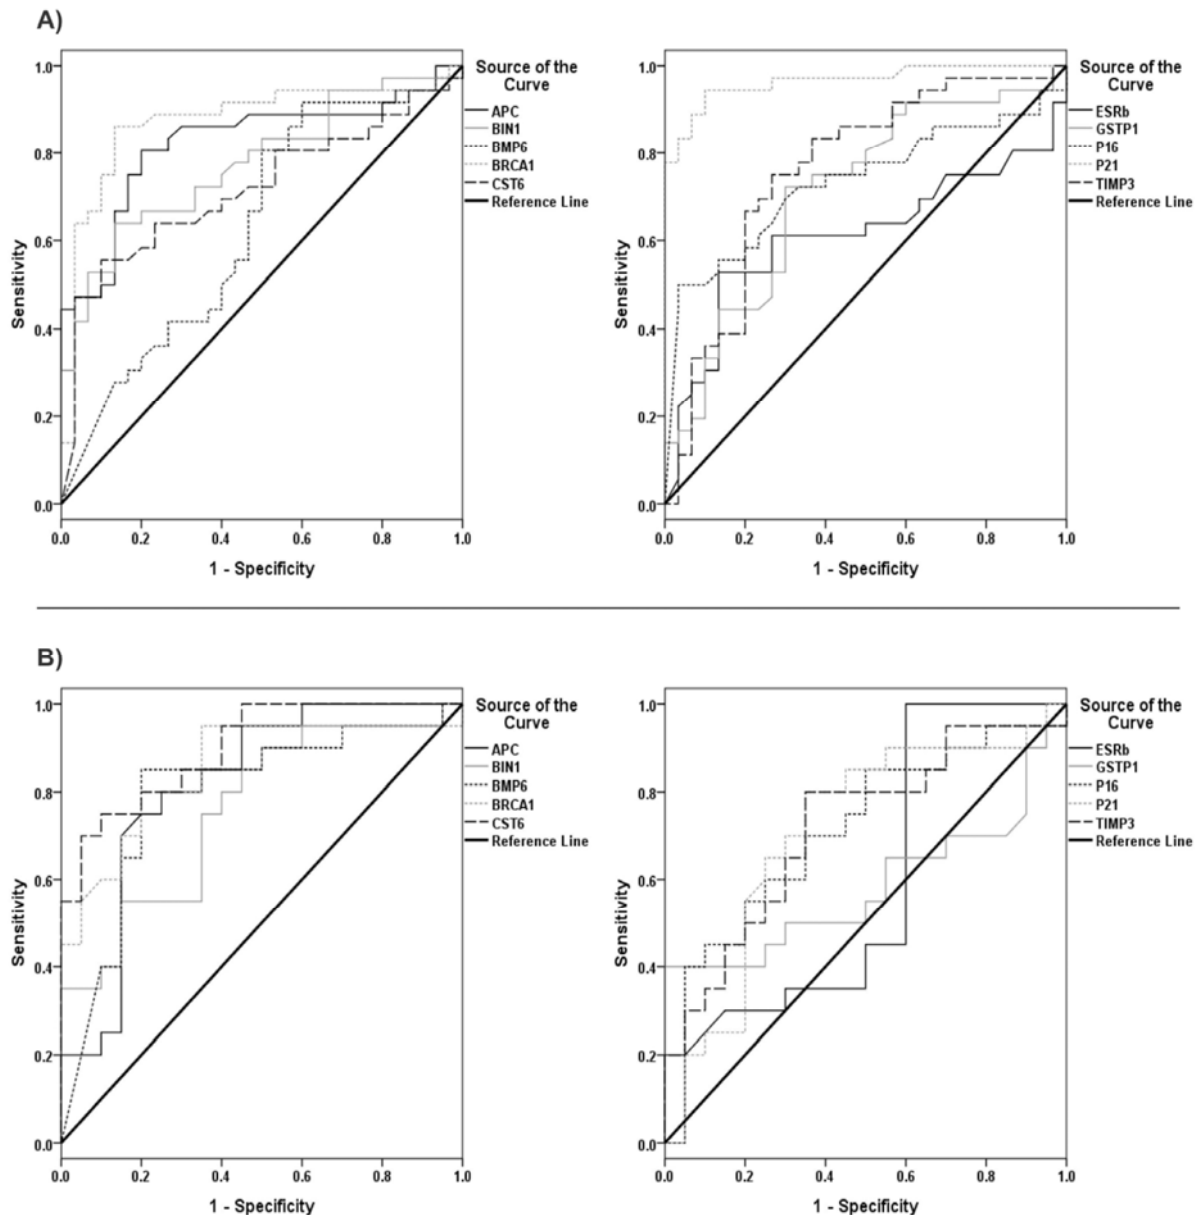 A)
Source of the
Curve
APC
BIN1
BMP6
BRCA1
CST6
Reference Line
Sensitivity
1.0
0.8
0.6
0.4
0.2
0.0
0.0 0.2 0.4 0.6 0.8 1.0
1 - Specificity
Source of the
Curve
ESRb
GSTP1
P16
P21
TIMP3
Reference Line
Sensitivity
1.0
0.8
0.6
0.4
0.2
0.0
0.0 0.2 0.4 0.6 0.8 1.0
1 - Specificity
B)
Source of the
Curve
APC
BIN1
BMP6
BRCA1
CST6
Reference Line
Sensitivity
1.0
0.8
0.6
0.4
0.2
0.0
0.0 0.2 0.4 0.6 0.8 1.0
1 - Specificity
Source of the
Curve
ESRb
GSTP1
P16
P21
TIMP3
Reference Line
Sensitivity
1.0
0.8
0.6
0.4
0.2
0.0
0.0 0.2 0.4 0.6 0.8 1.0
1 - Specificity